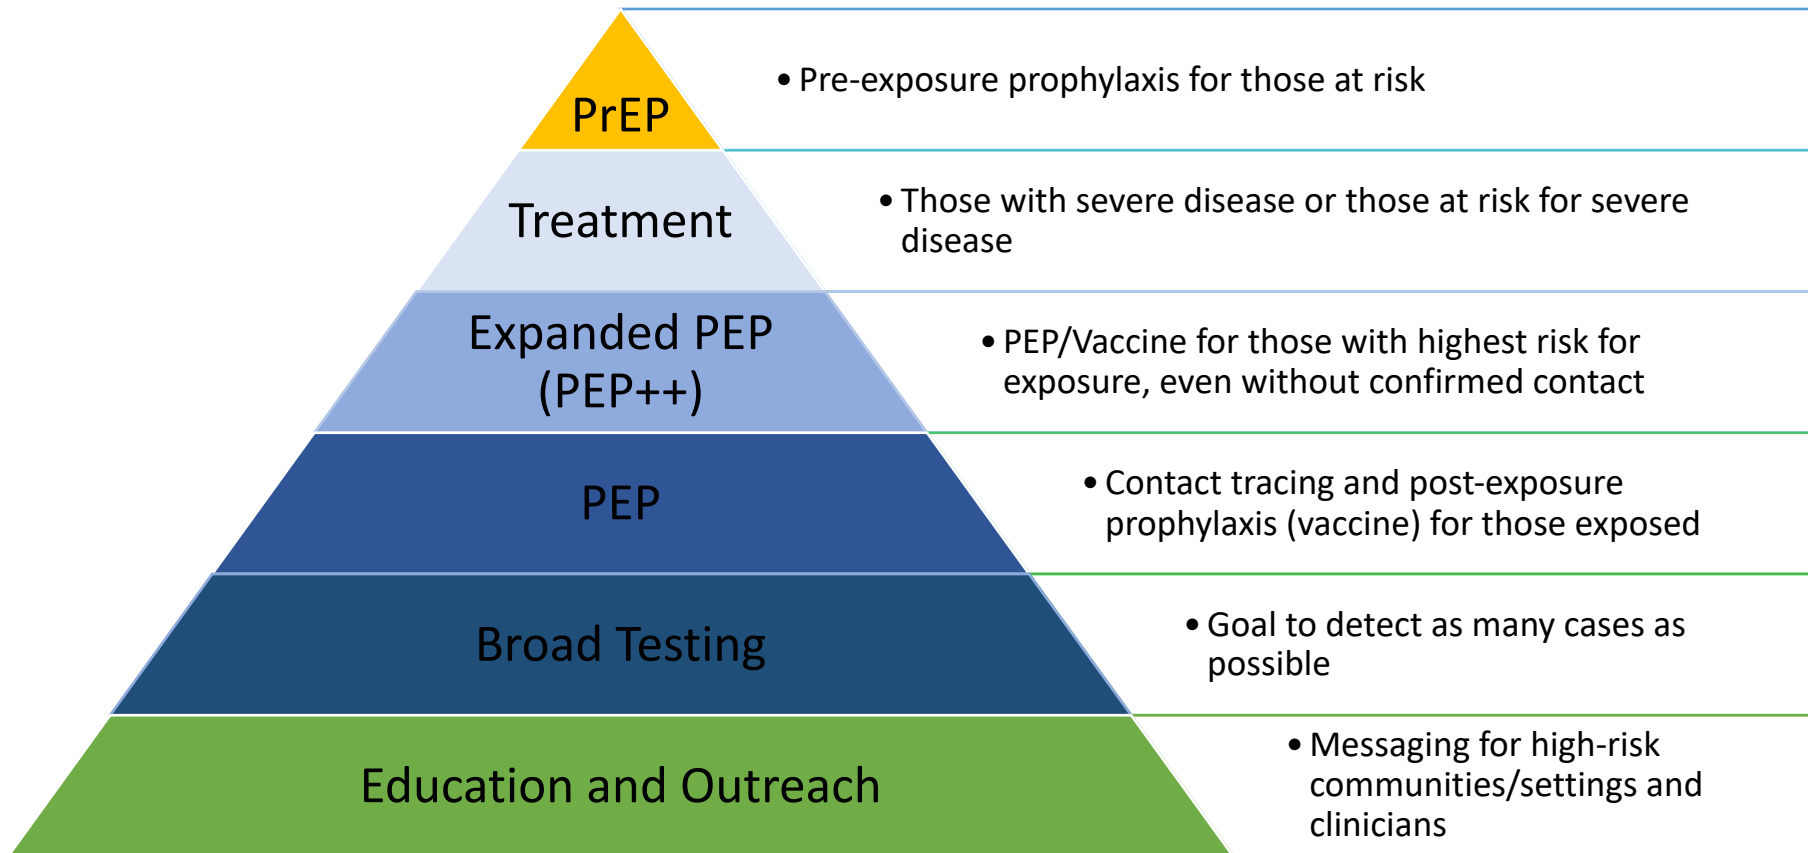 PrEP
• Pre-exposure prophylaxis for those at risk
Treatment
• Those with severe disease or those at risk for severe
disease
Expanded PEP
(PEP++)
• PEP/Vaccine for those with highest risk for
exposure, even without confirmed contact
PEP
• Contact tracing and post-exposure
prophylaxis (vaccine) for those exposed
Broad Testing
• Goal to detect as many cases as
possible
Education and Outreach
• Messaging for high-risk
communities/settings and
clinicians